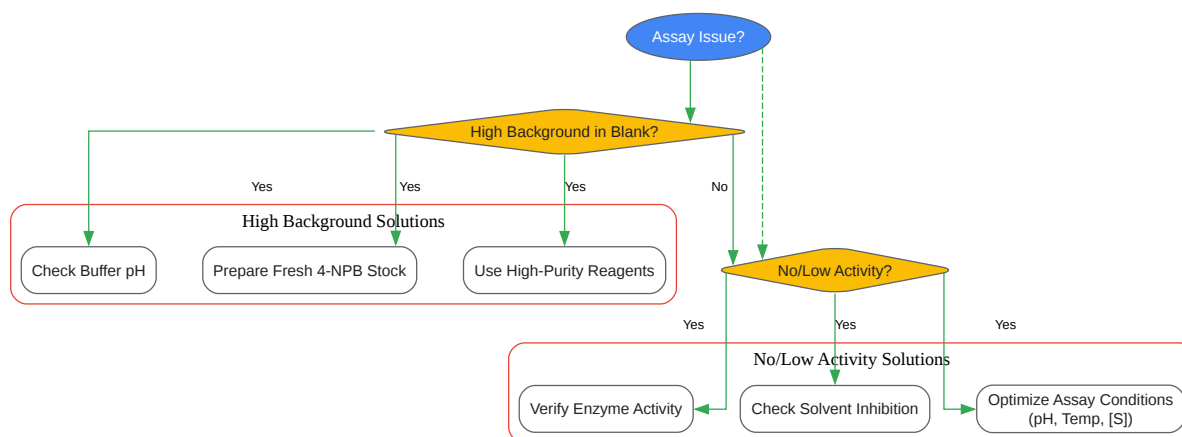 Assay Issue?
High Background in Blank?
Yes
Yes
Yes
No
High Background Solutions
Check Buffer pH
Prepare Fresh 4-NPB Stock
Use High-Purity Reagents
No/Low Activity?
Yes
Yes
Yes
No/Low Activity Solutions
Verify Enzyme Activity
Check Solvent Inhibition
Optimize Assay Conditions
(pH, Temp, [S])